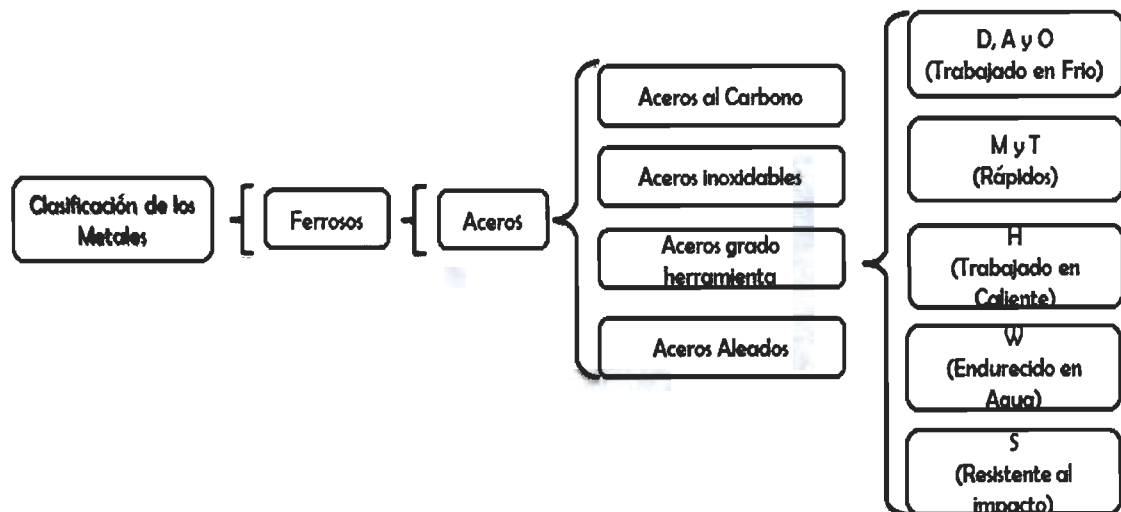 Clasificación de los
Metales
Ferrosos
Aceros
Aceros al Carbono
Aceros inoxidables
Aceros grado
herramienta
Aceros Aleados
D, A y O
(Trabajado en Frio)
M y T
(Rápidos)
H
(Trabajado en
Caliente)
W
(Endurecido en
Agua)
S
(Resistente al
impacto)